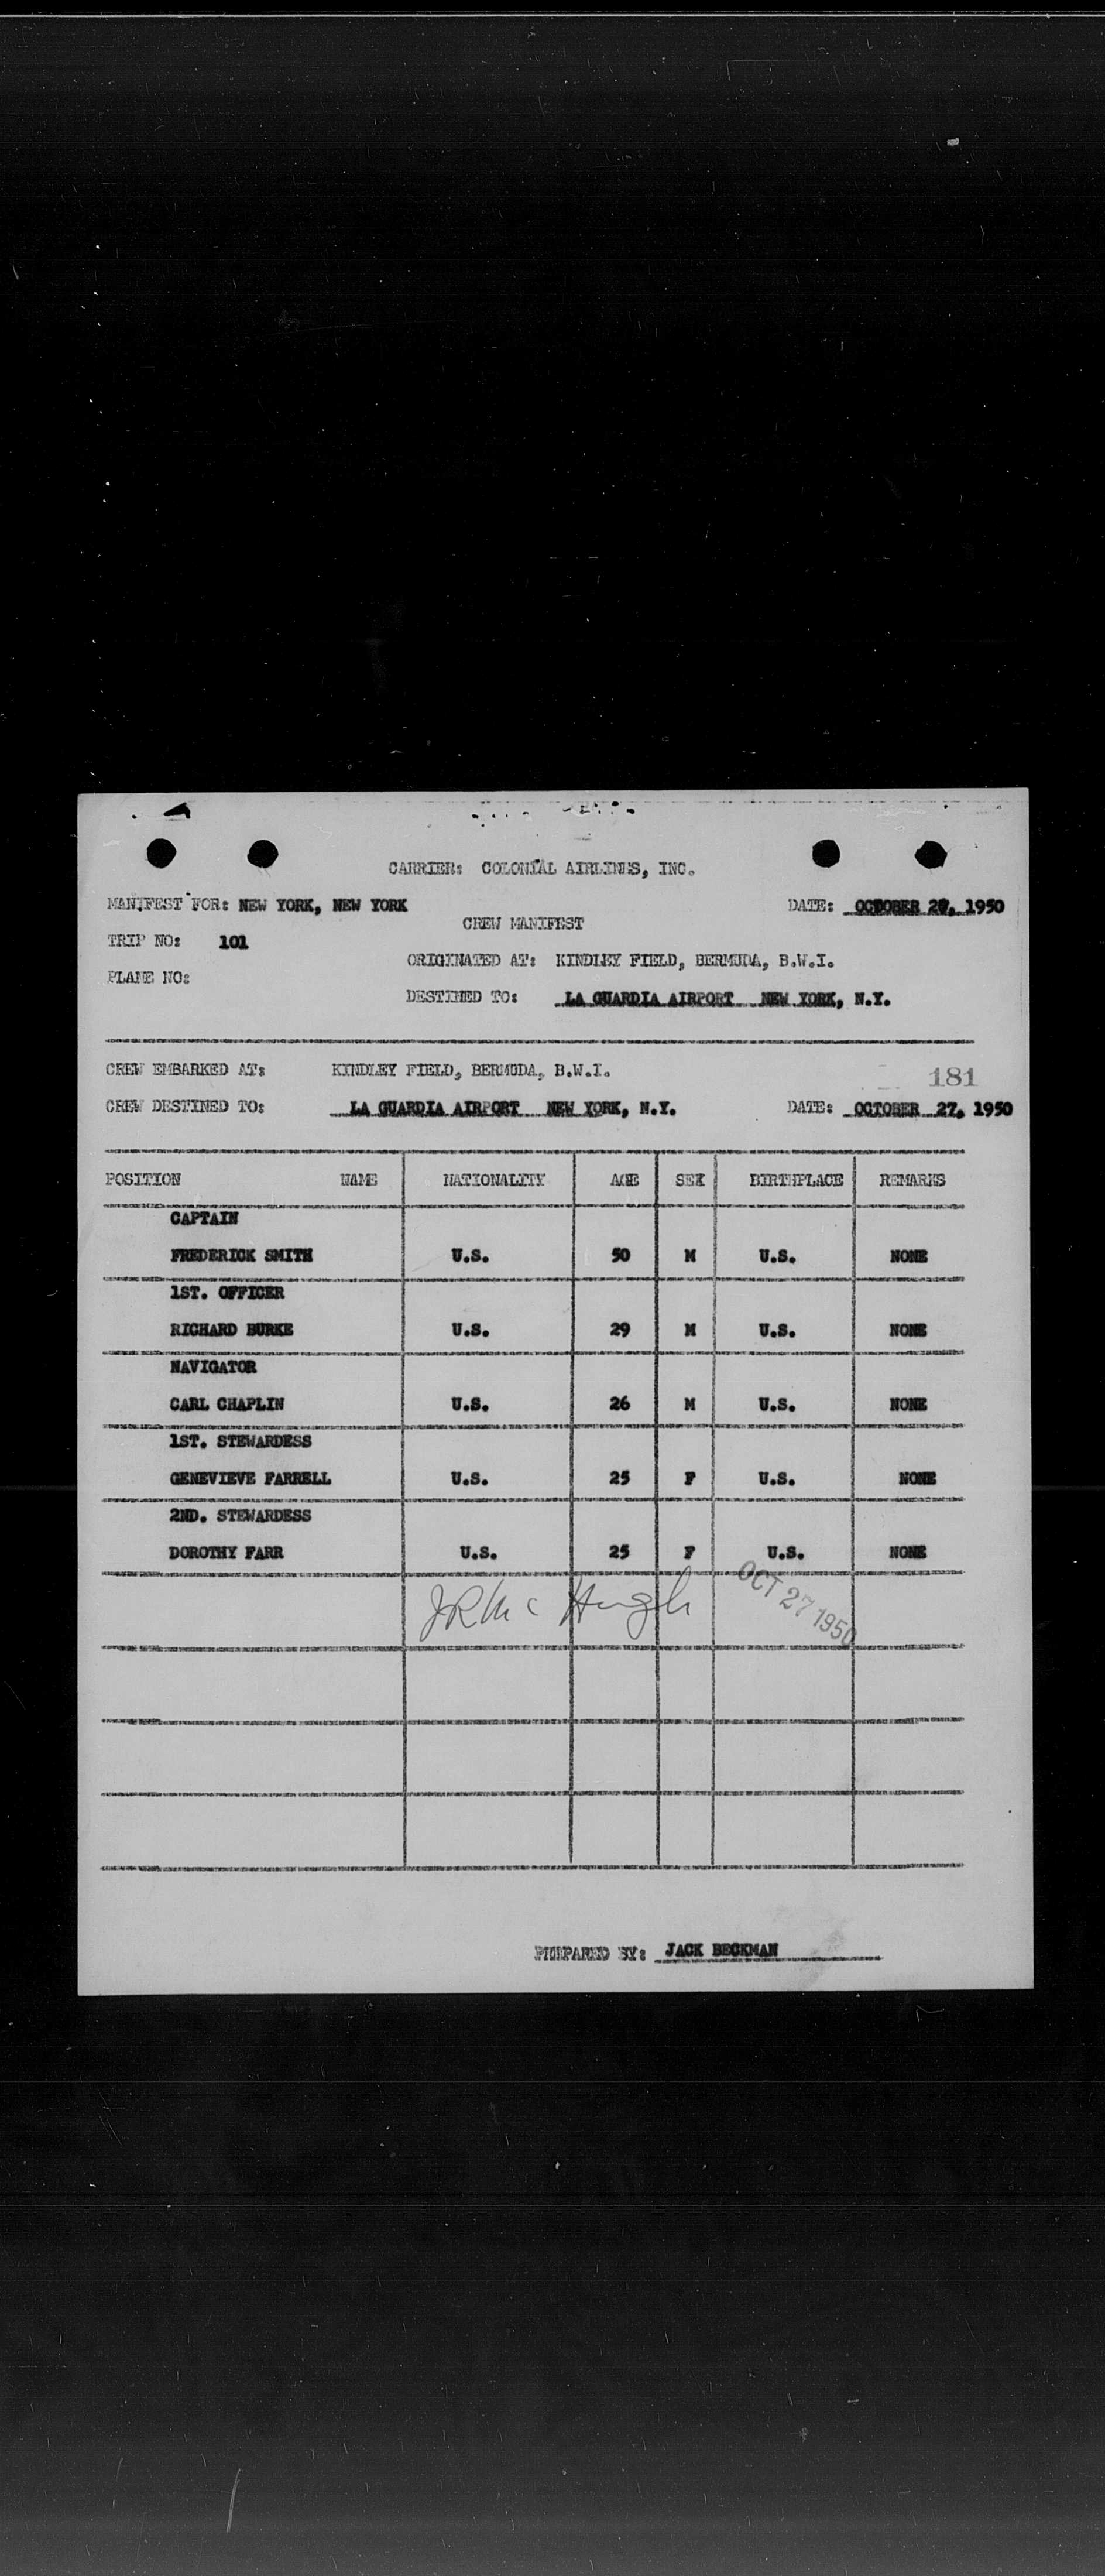 CARRIER: COLONIAL AIRLINES, INC.
MANIFEST FOR: NEW YORK, NEW YORK DATE: OCTOBER 1950
CREW MANIFEST
TRIP NO: 101
ORIGINATED AT: KINDLEY FIELD, BERMUDA, B.W.I.
PLANE NO:
DESTINED TO: LA GUARDIA AIRPORT NEW YORK, N.Y.
CREW EMBARKED AT: KINDLEY FIELD, BERMUDA, B.W.I. 181
CREW DESTINED TO: LA GUARDIA AIRPORT NEW YORK, N.Y. DATE: OCTOBER 27, 1950
POSITION NAME NATIONALITY AGE SEX BIRTHPLACE REMARKS
CAPTAIN
FREDERICK SMITH U.S. 50 M U.S. NONE
1ST. OFFICER
RICHARD BURKE U.S. 29 M U.S. NONE
NAVIGATOR
CARL CHAPLIN U.S. 26 M U.S. NONE
1ST. STEWARDESS
GENEVIEVE FARRELL U.S. 25 F U.S. NONE
2ND. STEWARDESS
DOROTHY FARR U.S. 25 F U.S. NONE
JRMcHugh OCT 27 1950
PREPARED BY: JACK BECKMAN